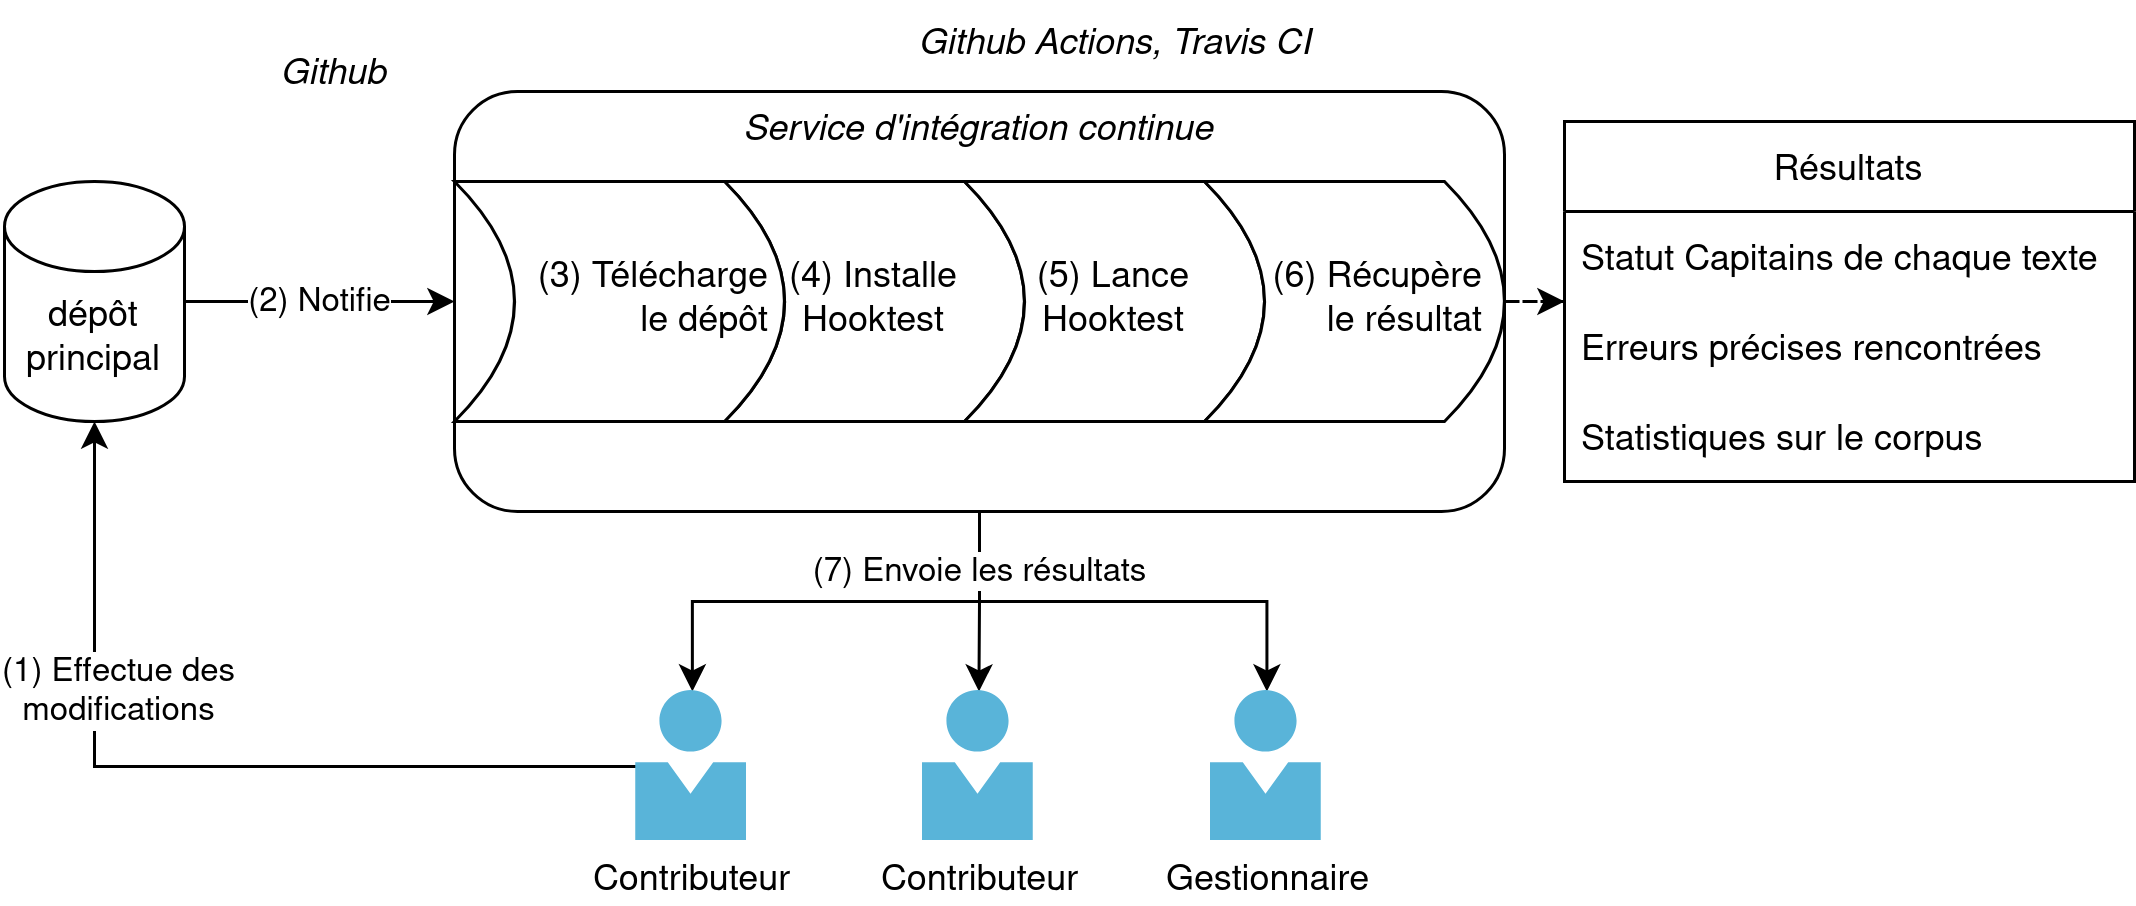 Github Actions, Travis CI
Github
Service d'intégration continue
dépôt
principal
(2) Notifie
(3) Télécharge
le dépôt
(4) Installe
Hooktest
(5) Lance
Hooktest
(6) Récupère
le résultat
Résultats
Statut Capitains de chaque texte
Erreurs précises rencontrées
Statistiques sur le corpus
(7) Envoie les résultats
(1) Effectue des
modifications
Contributeur
Contributeur
Gestionnaire